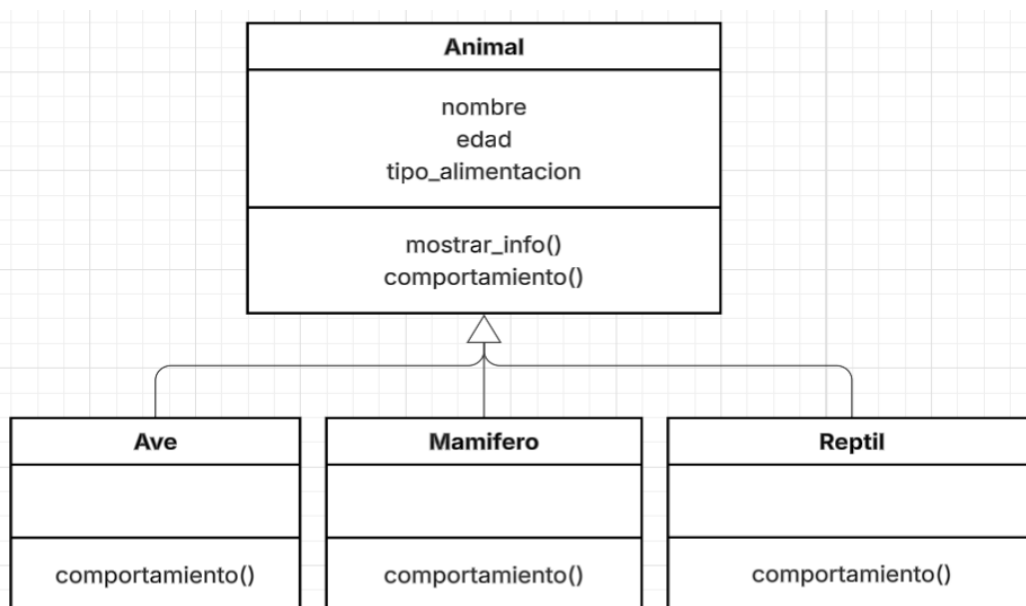 Animal
nombre
edad
tipo_alimentacion
mostrar_info()
comportamiento()
Ave
comportamiento()
Mamifero
comportamiento()
Reptil
comportamiento()